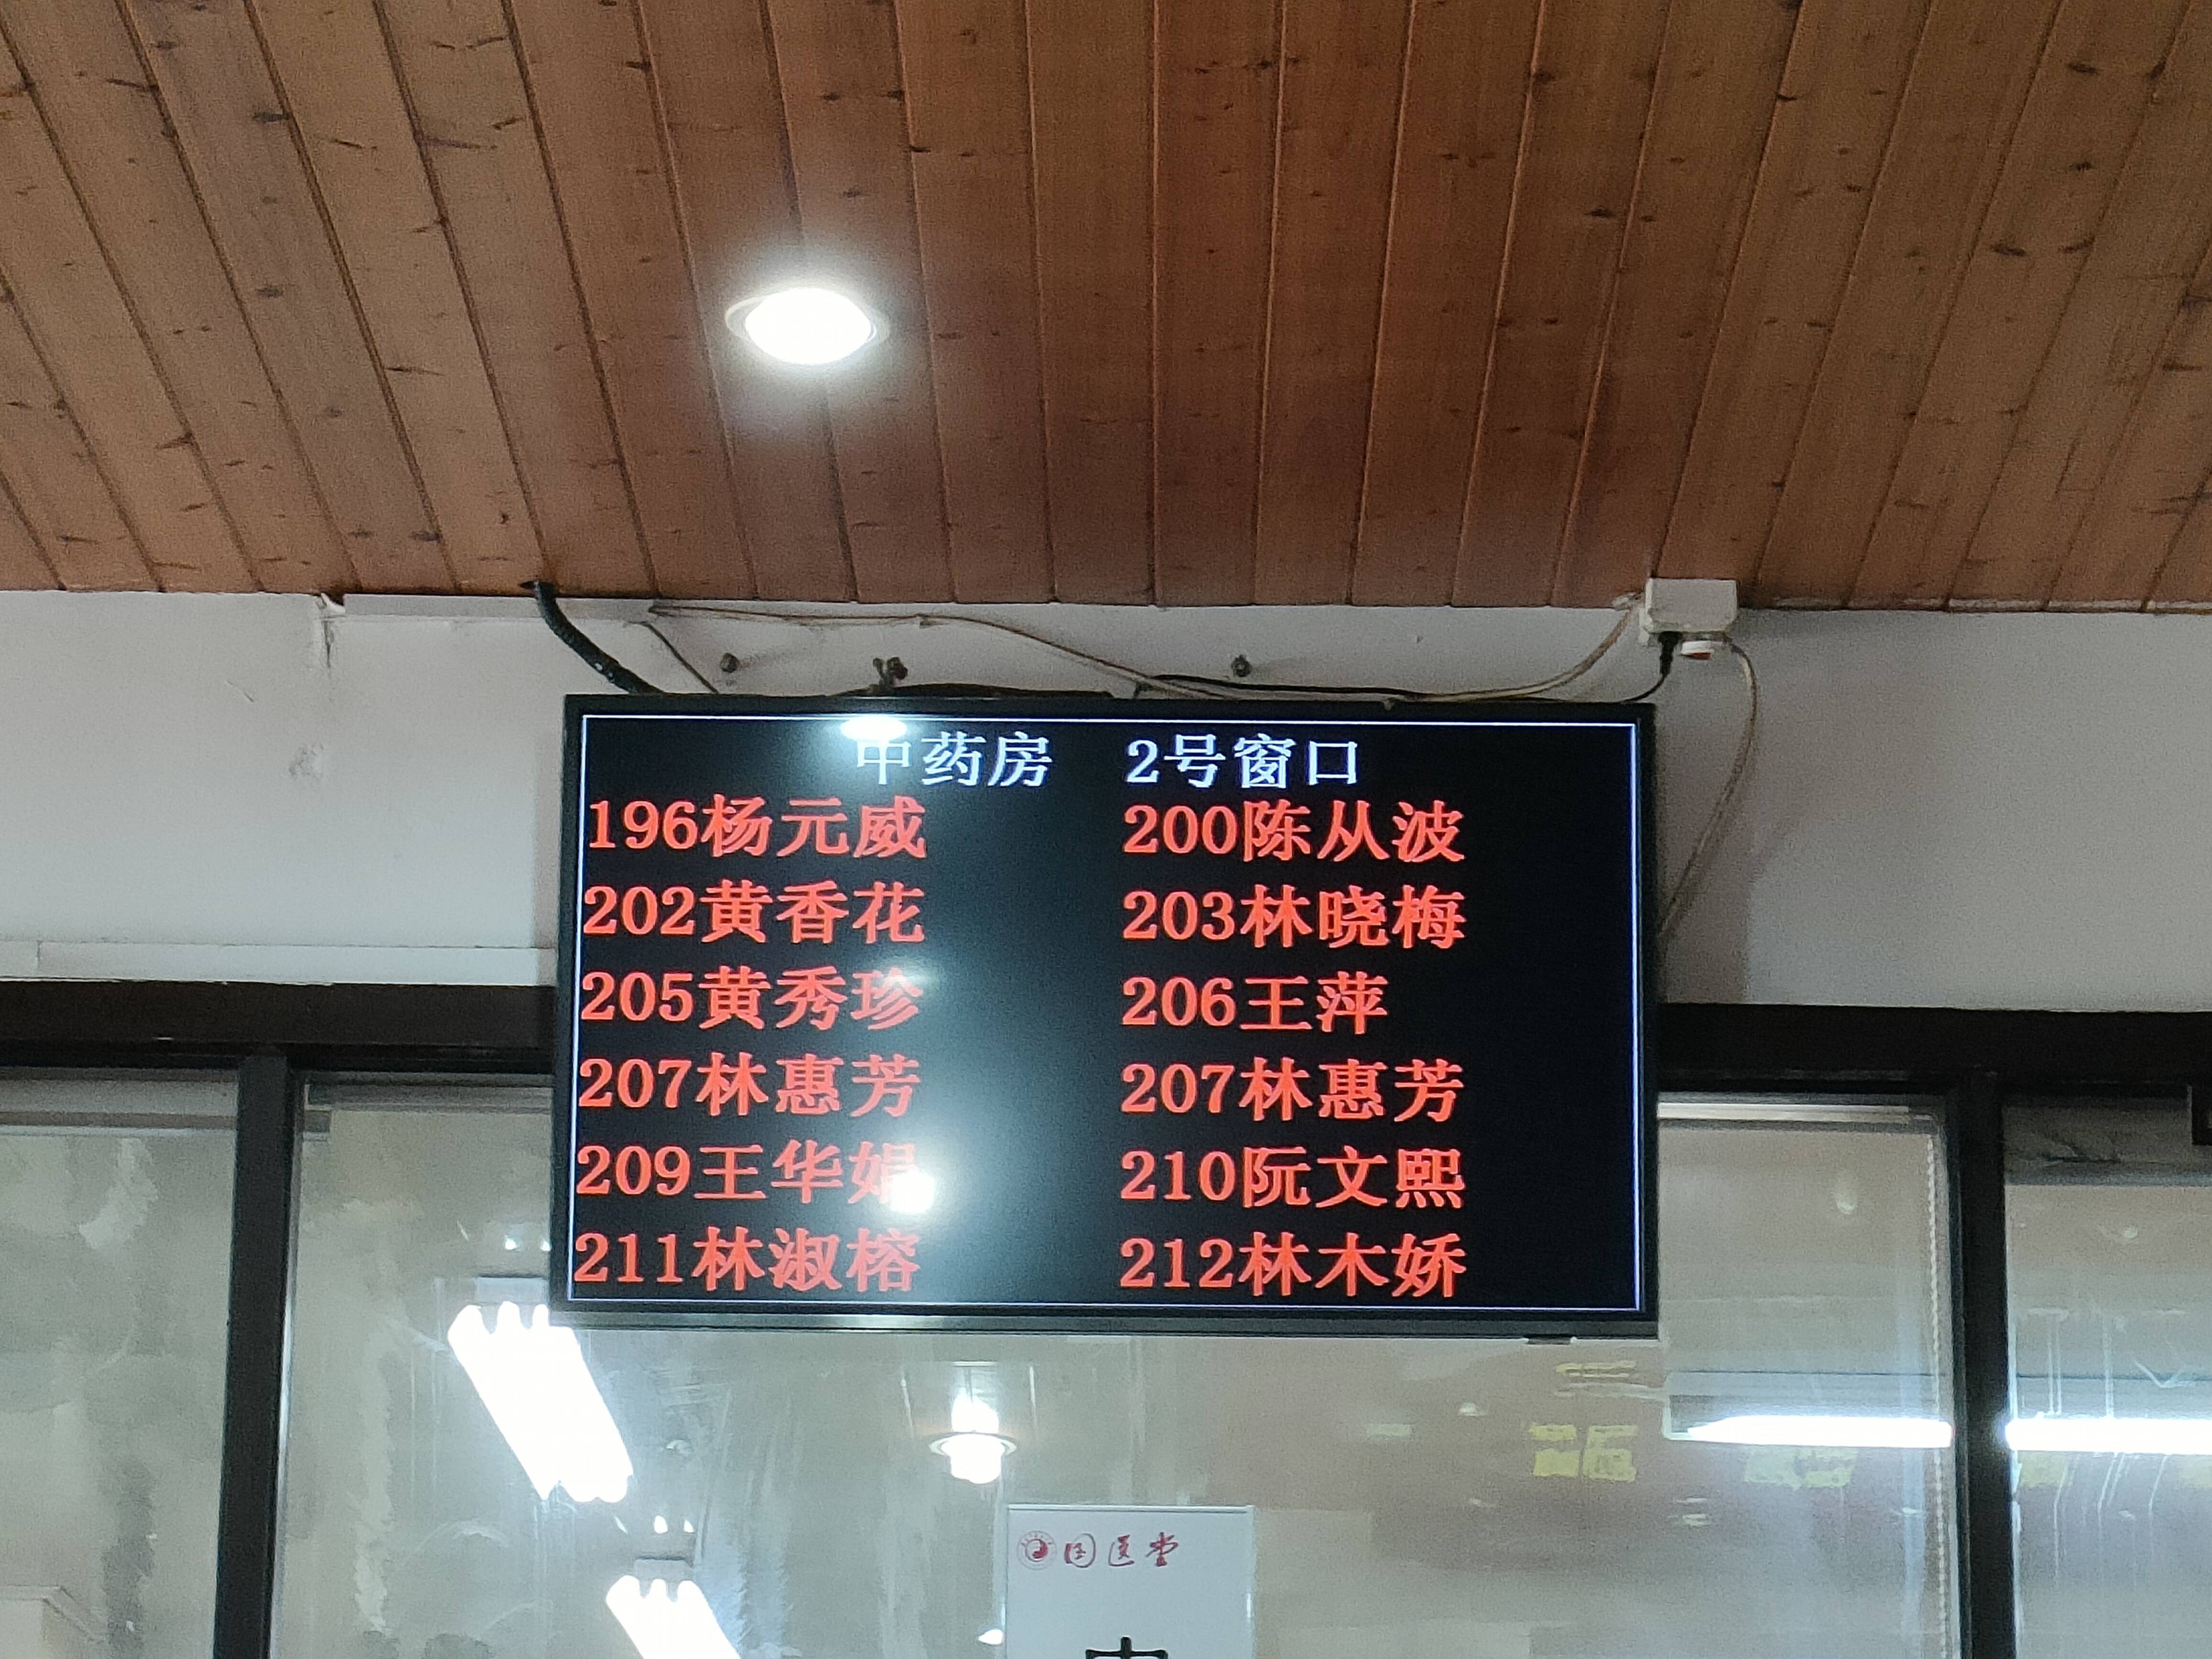 中药房 2号窗口
196杨元威 200陈从波
202黄香花 203林晓梅
205黄秀珍 206王萍
207林惠芳 207林惠芳
209王华娟 210阮文熙
211林淑榕 212林木娇
国医堂